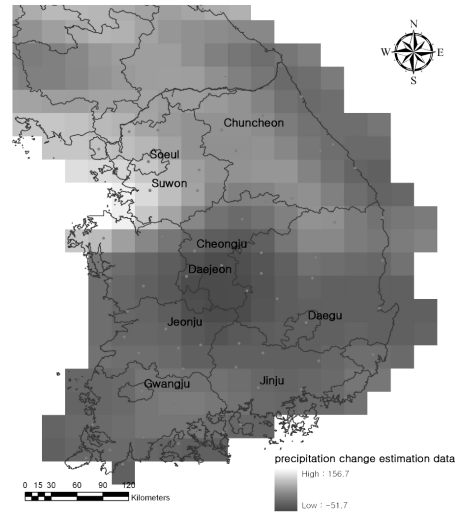 N
W E
S
Chuncheon
Soeul
Suwon
Cheongju
Daejeon
Jeonju
Daegu
Gwangju
Jinju
precipitation change estimation data
High : 156.7
Low : -51.7
0 15 30 60 90 120
Kilometers